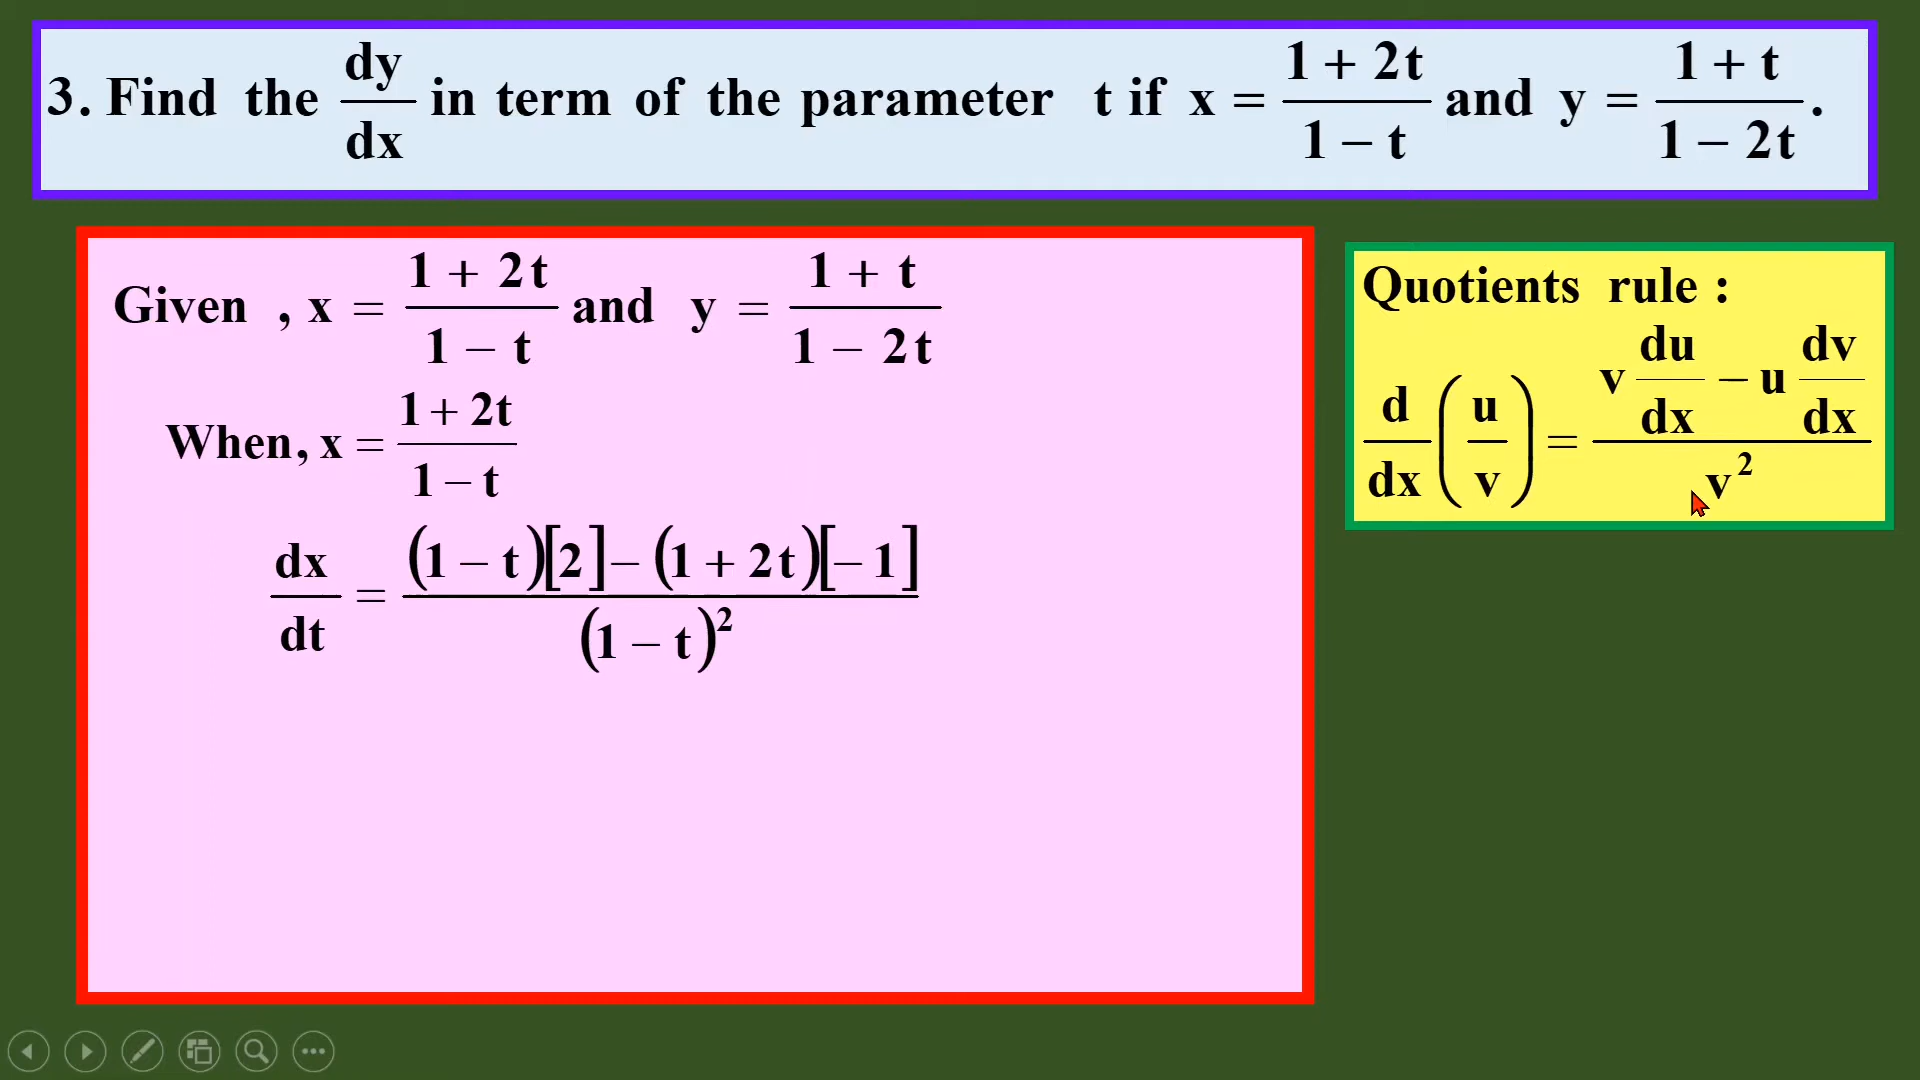 3. Find the dy/dx in term of the parameter t if x = (1 + 2t)/(1 − t) and y = (1 + t)/(1 − 2t).
Given , x = (1 + 2t)/(1 − t) and y = (1 + t)/(1 − 2t)
When, x = (1 + 2t)/(1 − t)
dx/dt = ((1 − t)[2] − (1 + 2t)[− 1])/(1 − t)²
Quotients rule :
d/dx (u/v) = (v du/dx − u dv/dx)/v²